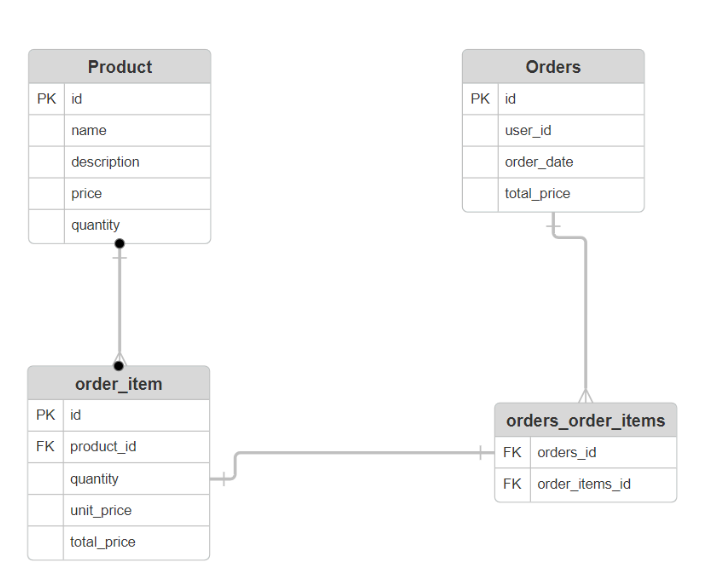 Product
PK id
name
description
price
quantity
Orders
PK id
user_id
order_date
total_price
order_item
PK id
FK product_id
quantity
unit_price
total_price
orders_order_items
FK orders_id
FK order_items_id